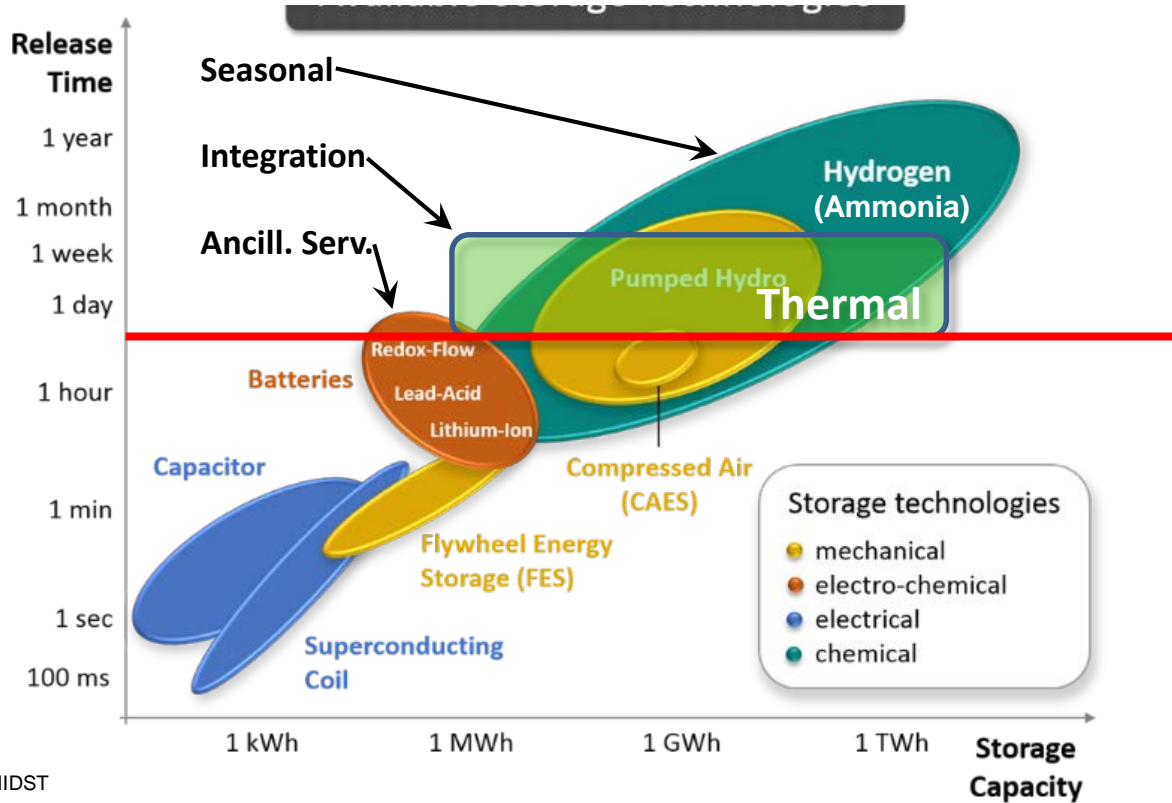 Release
Time
1 year
1 month
1 week
1 day
1 hour
1 min
1 sec
100 ms
Seasonal
Integration
Ancill. Serv.
Hydrogen
(Ammonia)
Pumped Hydro
Thermal
Redox-Flow
Batteries
Lead-Acid
Lithium-Ion
Capacitor
Compressed Air
(CAES)
Flywheel Energy
Storage (FES)
Superconducting
Coil
Storage technologies
mechanical
electro-chemical
electrical
chemical
1 kWh
1 MWh
1 GWh
1 TWh
Storage
Capacity